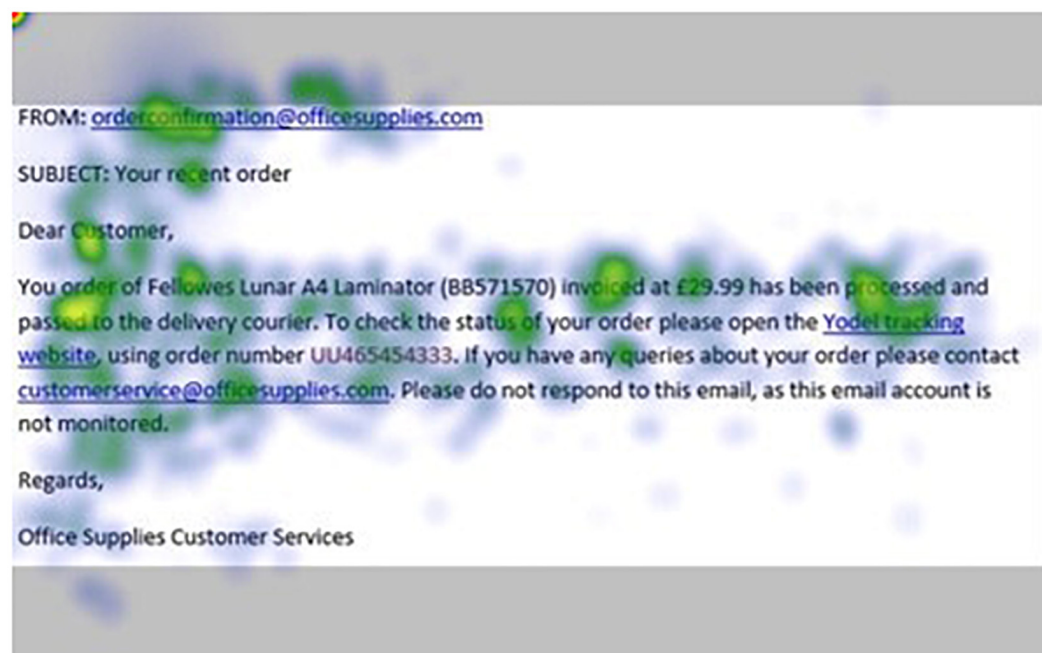 FROM: orderconfirmation@officesupplies.com
SUBJECT: Your recent order
Dear Customer,
You order of Fellowes Lunar A4 Laminator (BB571570) invoiced at £29.99 has been processed and
passed to the delivery courier. To check the status of your order please open the Yodel tracking
website, using order number UU465454333. If you have any queries about your order please contact
customerservice@officesupplies.com. Please do not respond to this email, as this email account is
not monitored.
Regards,
Office Supplies Customer Services